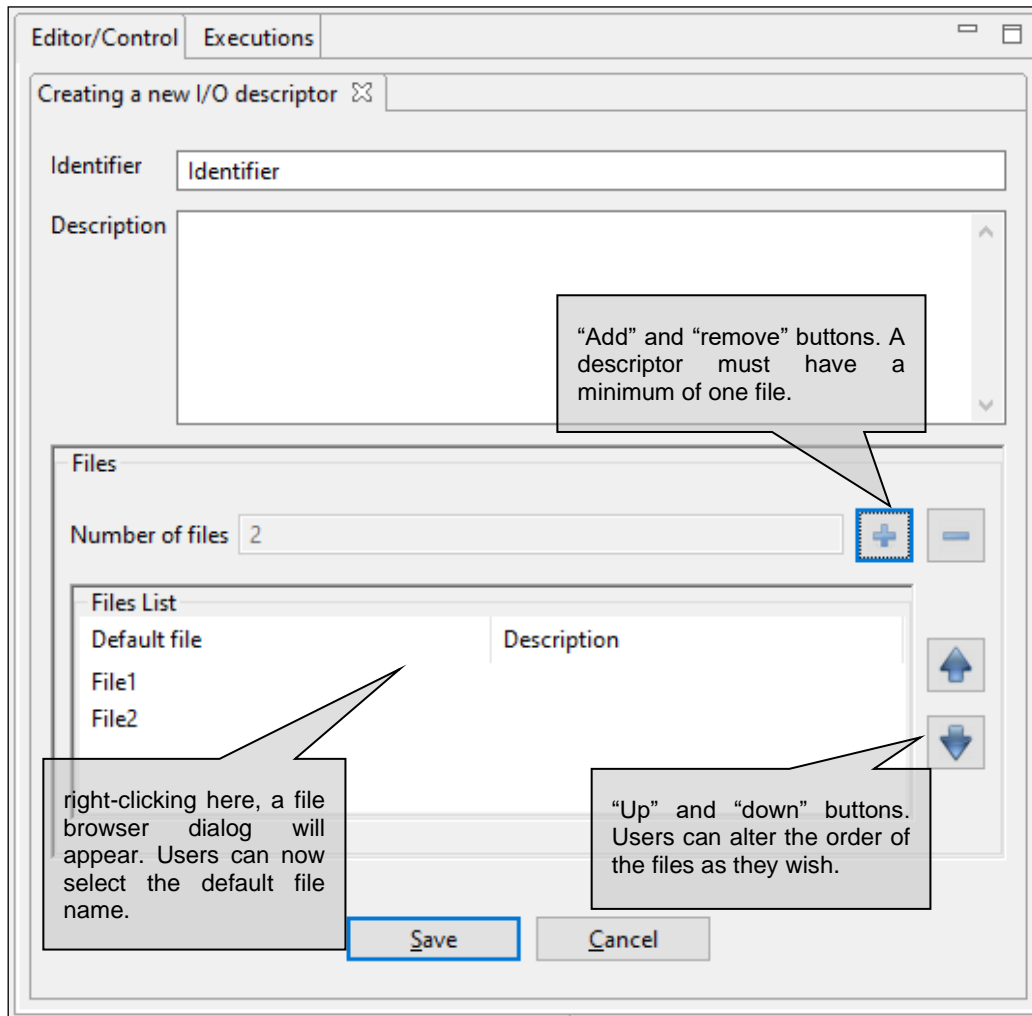 Editor/Control Executions
Creating a new I/O descriptor
Identifier Identifier
Description
“Add” and “remove” buttons. A
descriptor must have a
minimum of one file.
Files
Number of files 2
Files List
Default file Description
File1
File2
right-clicking here, a file
browser dialog will
appear. Users can now
select the default file
name.
“Up” and “down” buttons.
Users can alter the order of
the files as they wish.
Save Cancel